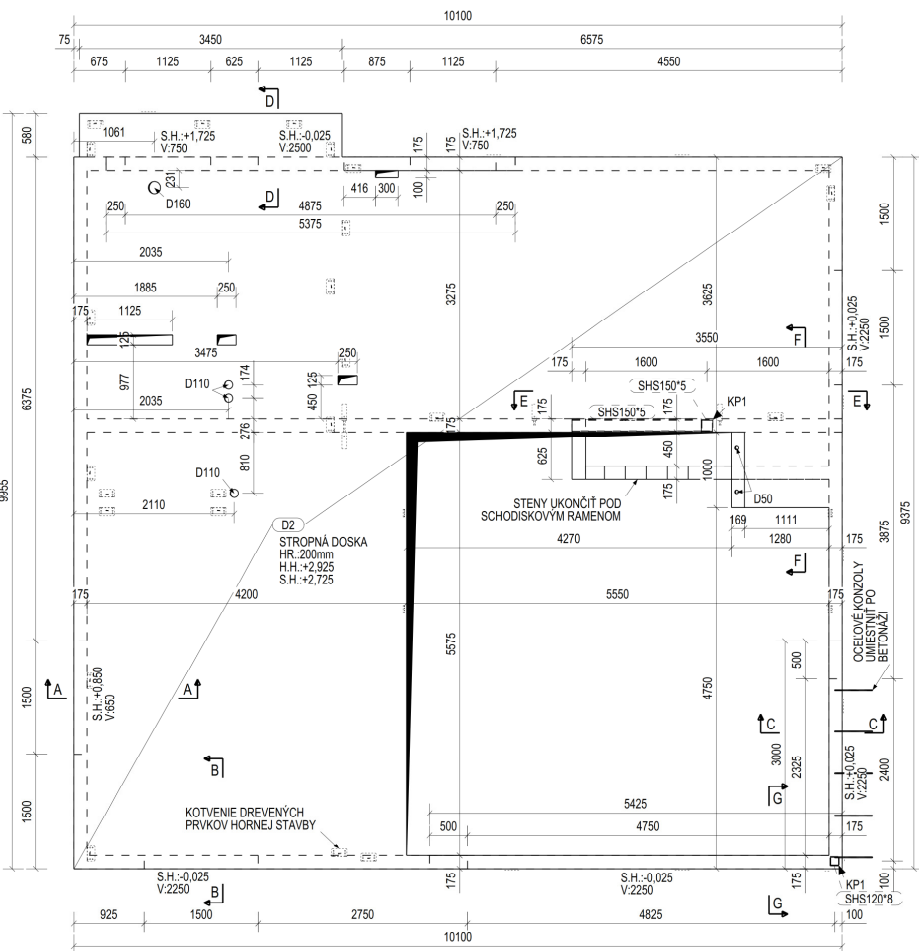 10100
75
3450
6575
675
1125
625
1125
875
1125
4550
D
580
1061
S.H.:+1,725
V:750
S.H.:-0,025
V:2500
175
175
S.H.:+1,725
V:750
231
D160
D
416
300
100
250
4875
250
5375
1500
2035
1885
250
3275
3625
175
1125
1500
S.H.:+0,025
V:2250
125
3475
250
3550
F
175
1600
1600
175
6375
977
D110
174
125
450
SHS150*5
KP1
2035
E
175
SHS150*5
175
E
276
175
D110
810
625
450
1000
175
2110
D50
STENY UKONČIŤ POD
SCHODISKOVÝM RAMENOM
D2
STROPNÁ DOSKA
HR.:200mm
H.H.:+2,925
S.H.:+2,725
169
1111
4270
1280
175
3875
9375
9955
F
175
4200
5550
175
OCEĽOVÉ KONZOLY
UMIESTNIŤ PO
BETONÁŽI
5575
500
4750
A
A
S.H.:+0,850
V:650
1500
C
C
3000
2325
2400
B
S.H.:+0,025
V:2250
G
5425
KOTVENIE DREVENÝCH
PRVKOV HORNEJ STAVBY
500
4750
175
1500
S.H.:-0,025
V:2250
B
175
S.H.:-0,025
V:2250
175
100
KP1
SHS120*8
G
925
1500
2750
4825
100
10100